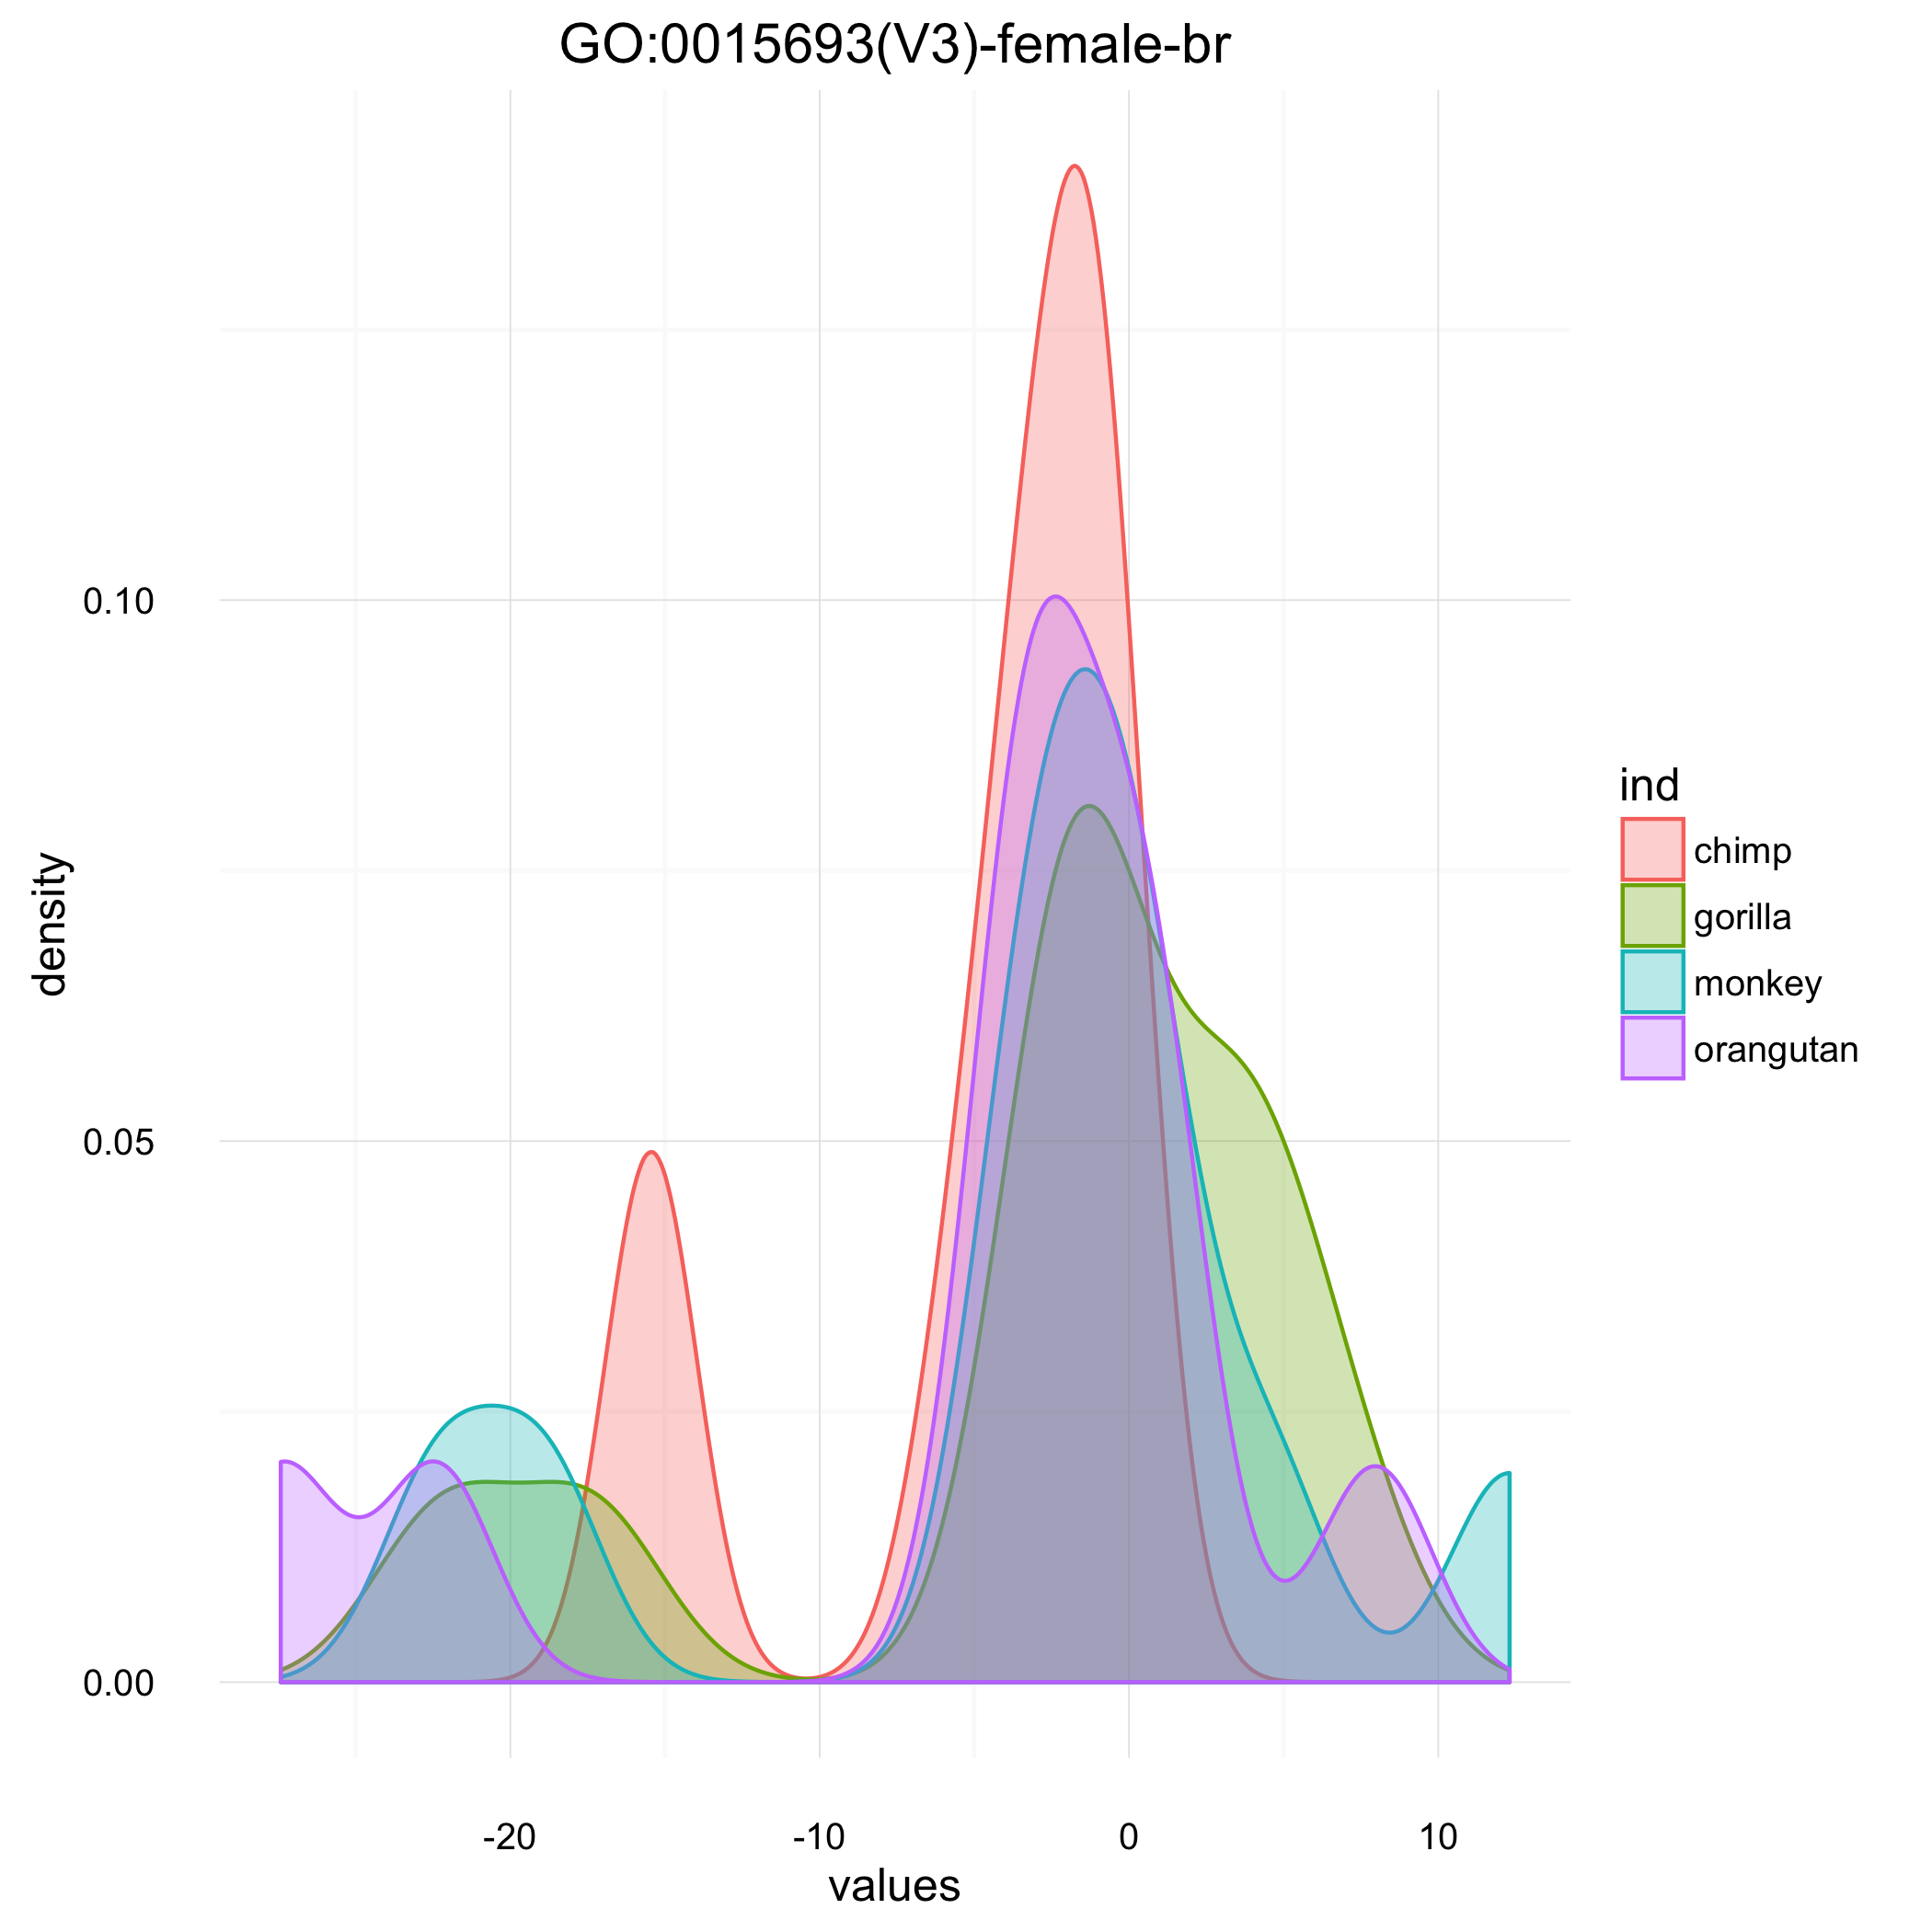 GO:0015693(V3)-female-br
density
0.10
0.05
0.00
-20 -10 0 10
values
ind
chimp
gorilla
monkey
orangutan